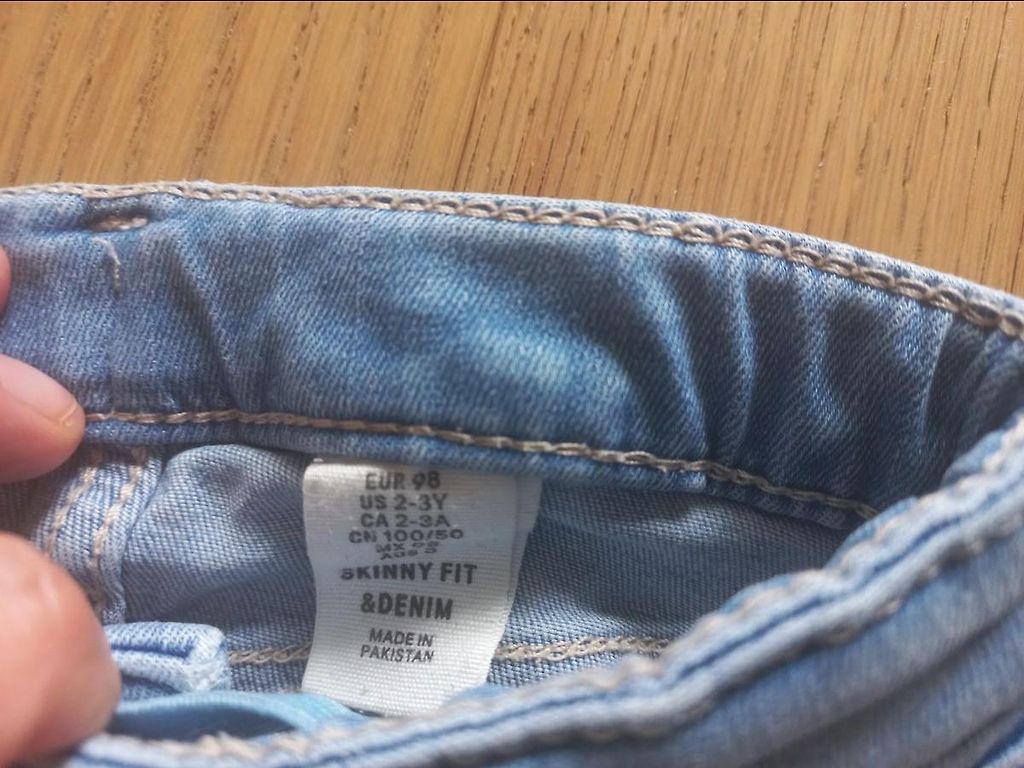 EUR 98
US 2-3Y
CA 2-3A
CN 100/50
SKINNY FIT
&DENIM
MADE IN
PAKISTAN